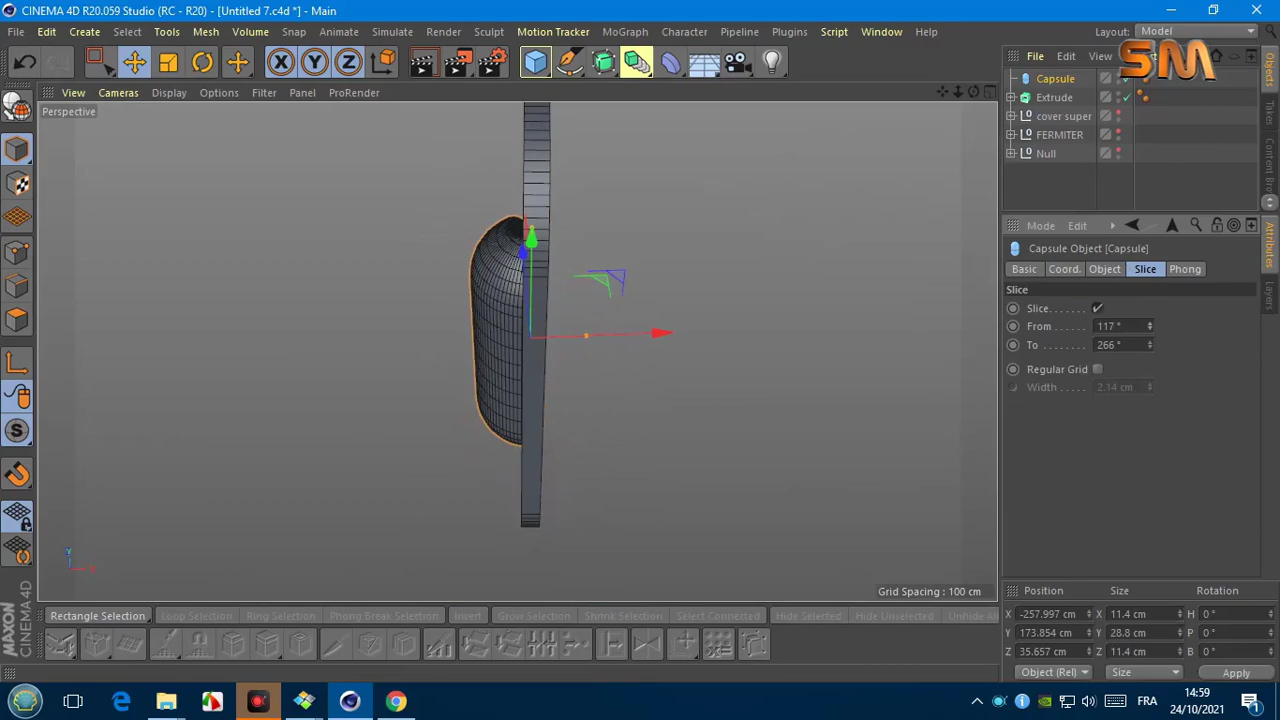 CINEMA 4D R20.059 Studio (RC - R20) - [Untitled 7.c4d *] - Main
File Edit Create Select Tools Mesh Volume Snap Animate Simulate Render Sculpt Motion Tracker MoGraph Character Pipeline Plugins Script Window Help Layout: Model
X Y Z
File Edit View
SM
View Cameras Display Options Filter Panel ProRender
Perspective
Capsule
Extrude
cover super
FERMITER
Null
Objects
Takes
Content Bro
Attributes
Layers
Mode Edit
Capsule Object [Capsule]
Basic Coord. Object Slice Phong
Slice
Slice
From 117 °
To 266 °
Regular Grid
Width 2.14 cm
Y
X
Grid Spacing : 100 cm
Rectangle Selection Loop Selection Ring Selection Phong Break Selection Invert Grow Selection Shrink Selection Select Connected Hide Selected Hide Unselected Unhide All
Position Size Rotation
X -257.997 cm X 11.4 cm H 0 °
Y 173.854 cm Y 28.8 cm P 0 °
Z 35.657 cm Z 11.4 cm B 0 °
Object (Rel) Size Apply
MAXON CINEMA 4D
FRA
14:59
24/10/2021
1